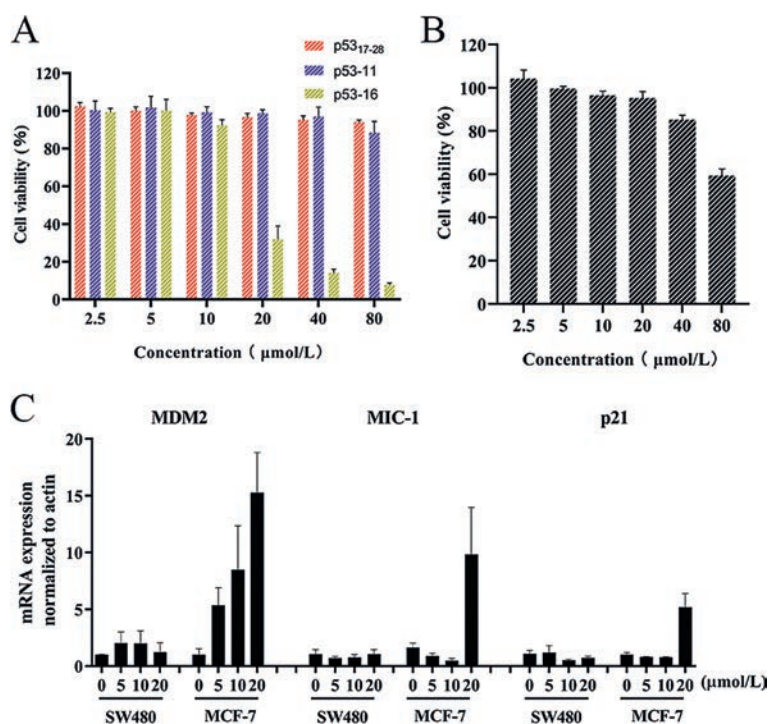 A
p53₁₇₋₂₈
p53-11
p53-16
Cell viability (%)
120
100
80
60
40
20
0
2.5 5 10 20 40 80
Concentration ( μmol/L)
B
Cell viability (%)
120
100
80
60
40
20
0
2.5 5 10 20 40 80
Concentration ( μmol/L)
C
MDM2 MIC-1 p21
mRNA expression
normalized to actin
20
15
10
5
0
0 5 10 20 0 5 10 20 0 5 10 20 0 5 10 20 0 5 10 20 0 5 10 20 (μmol/L)
SW480 MCF-7 SW480 MCF-7 SW480 MCF-7